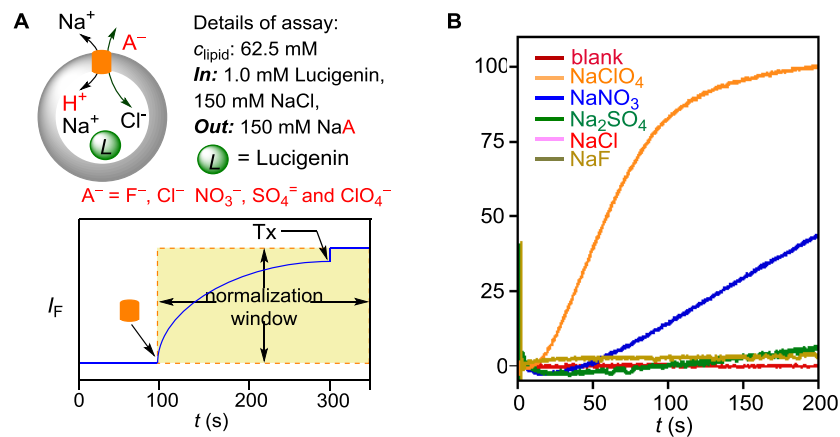 A
Na⁺
A⁻
H⁺
Na⁺
Cl⁻
L
Details of assay:
c_lipid: 62.5 mM
In: 1.0 mM Lucigenin,
150 mM NaCl,
Out: 150 mM NaA
L = Lucigenin
A⁻ = F⁻, Cl⁻ NO₃⁻, SO₄⁼ and ClO₄⁻
Tx
normalization
window
I_F
0 100 200 300
t (s)
B
blank
NaClO₄
NaNO₃
Na₂SO₄
NaCl
NaF
100
75
50
25
0
0 50 100 150 200
t (s)